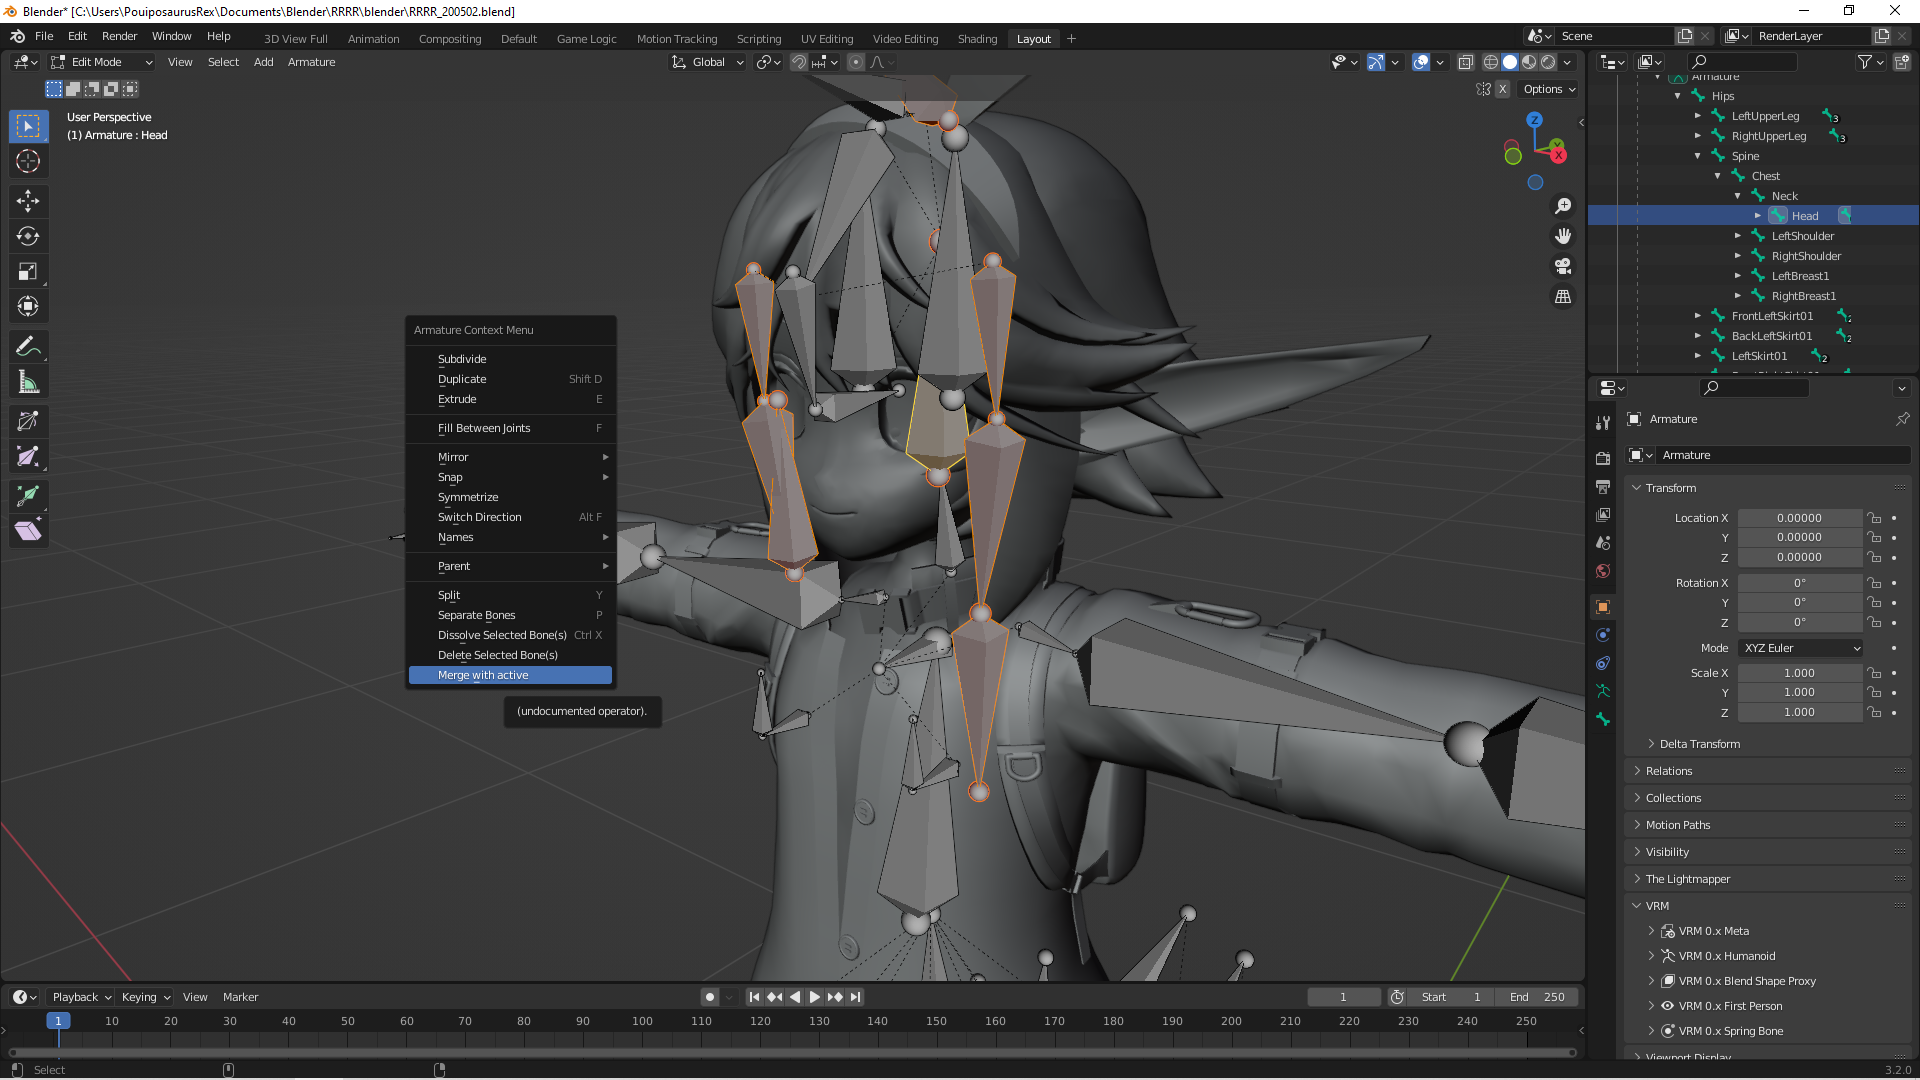 Blender* [C:\Users\PouiposaurusRex\Documents\Blender\RRRR\blender\RRRR_200502.blend]
File Edit Render Window Help 3D View Full Animation Compositing Default Game Logic Motion Tracking Scripting UV Editing Video Editing Shading Layout + Scene RenderLayer
Edit Mode View Select Add Armature Global
X Options
User Perspective
(1) Armature : Head
Z
Y
X
Armature Context Menu
Subdivide
Duplicate Shift D
Extrude E
Fill Between Joints F
Mirror
Snap
Symmetrize
Switch Direction Alt F
Names
Parent
Split Y
Separate Bones P
Dissolve Selected Bone(s) Ctrl X
Delete Selected Bone(s)
Merge with active
(undocumented operator).
Armature
Hips
LeftUpperLeg 3
RightUpperLeg 3
Spine
Chest
Neck
Head
LeftShoulder
RightShoulder
LeftBreast1
RightBreast1
FrontLeftSkirt01 2
BackLeftSkirt01 2
LeftSkirt01 2
Armature
Armature
Transform
Location X 0.00000
Y 0.00000
Z 0.00000
Rotation X 0°
Y 0°
Z 0°
Mode XYZ Euler
Scale X 1.000
Y 1.000
Z 1.000
Delta Transform
Relations
Collections
Motion Paths
Visibility
The Lightmapper
VRM
VRM 0.x Meta
VRM 0.x Humanoid
VRM 0.x Blend Shape Proxy
VRM 0.x First Person
VRM 0.x Spring Bone
Viewport Display
Playback Keying View Marker 1 Start 1 End 250
1 10 20 30 40 50 60 70 80 90 100 110 120 130 140 150 160 170 180 190 200 210 220 230 240 250
Select 3.2.0